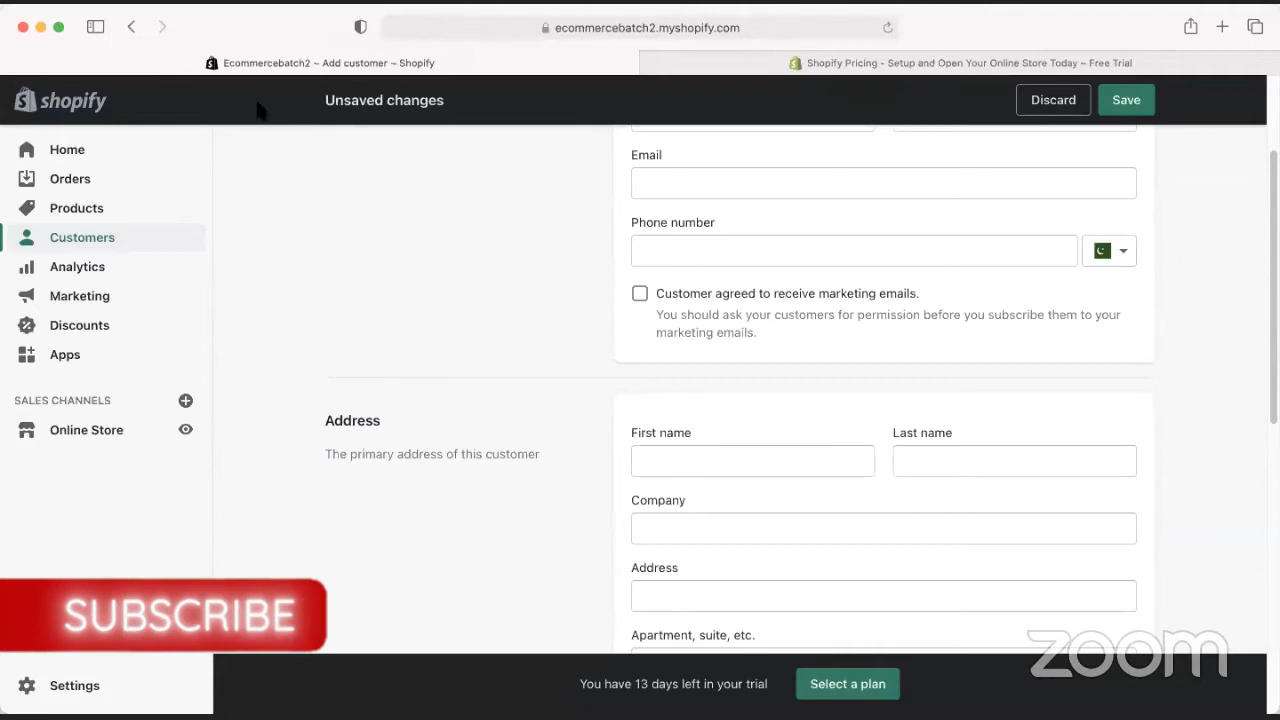 ecommercebatch2.myshopify.com
Ecommercebatch2 ~ Add customer ~ Shopify
Shopify Pricing - Setup and Open Your Online Store Today – Free Trial
shopify
Unsaved changes
Discard
Save
Home
Orders
Products
Customers
Analytics
Marketing
Discounts
Apps
SALES CHANNELS
Online Store
Settings
Email
Phone number
Customer agreed to receive marketing emails.
You should ask your customers for permission before you subscribe them to your
marketing emails.
Address
The primary address of this customer
First name
Last name
Company
Address
Apartment, suite, etc.
SUBSCRIBE
zoom
You have 13 days left in your trial
Select a plan